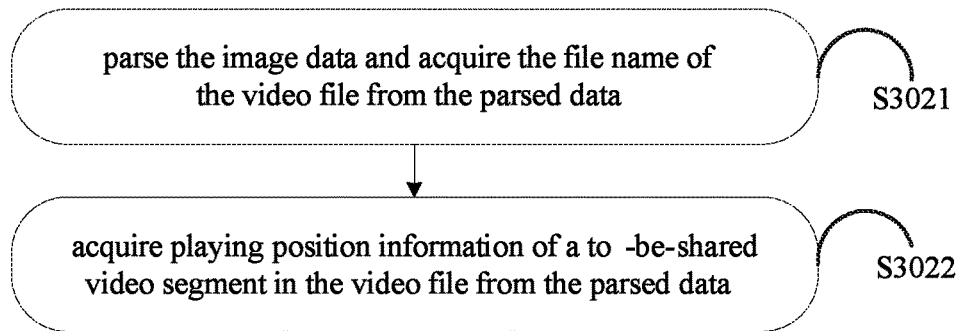 parse the image data and acquire the file name of
the video file from the parsed data
S3021
acquire playing position information of a to -be-shared
video segment in the video file from the parsed data
S3022